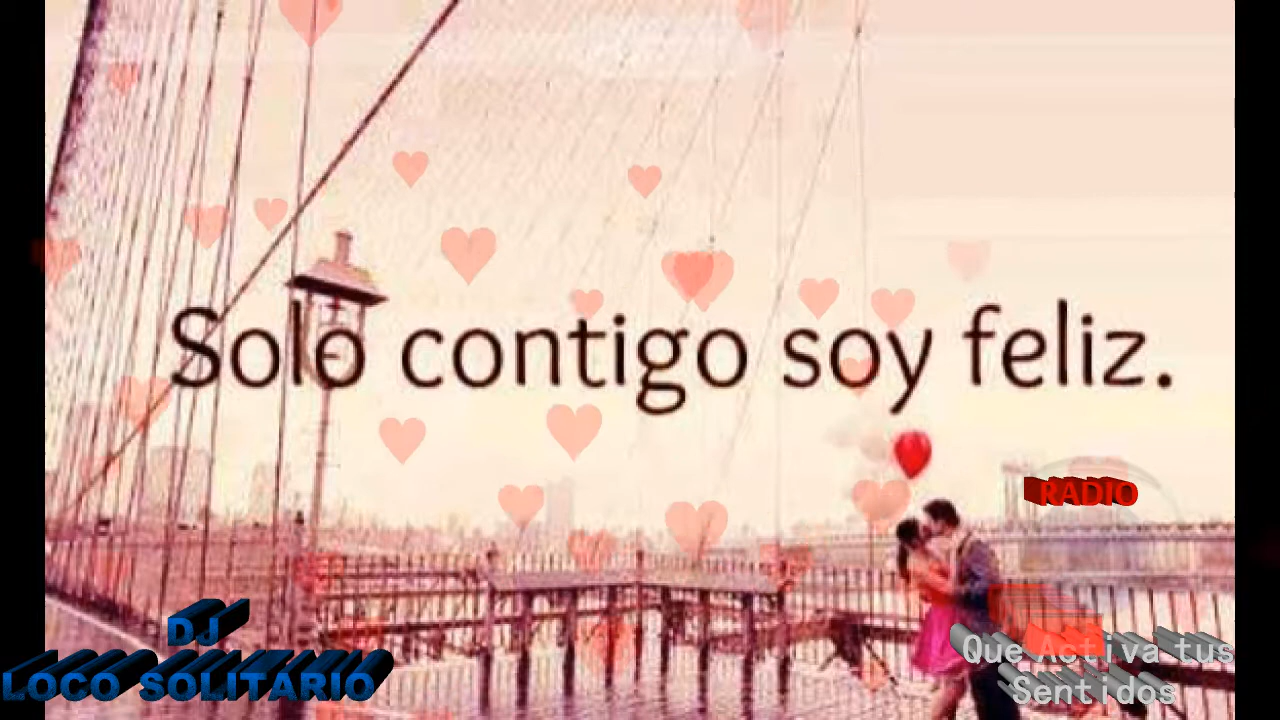 Solo contigo soy feliz.
RADIO
DJ
LOCO SOLITARIO
Que Activa tus
Sentidos